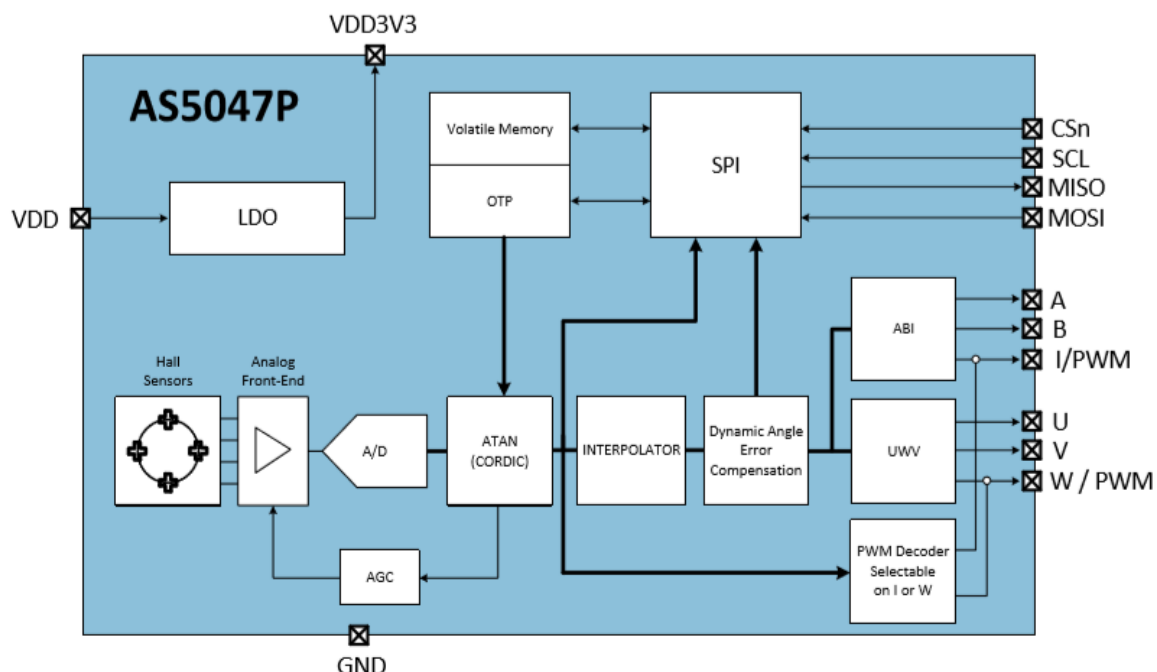 VDD3V3
AS5047P
Volatile Memory
OTP
SPI
CSn
SCL
MISO
MOSI
VDD
LDO
ABI
A
B
I/PWM
Hall
Sensors
Analog
Front-End
A/D
ATAN
(CORDIC)
INTERPOLATOR
Dynamic Angle
Error
Compensation
UWV
U
V
W / PWM
AGC
PWM Decoder
Selectable
on I or W
GND